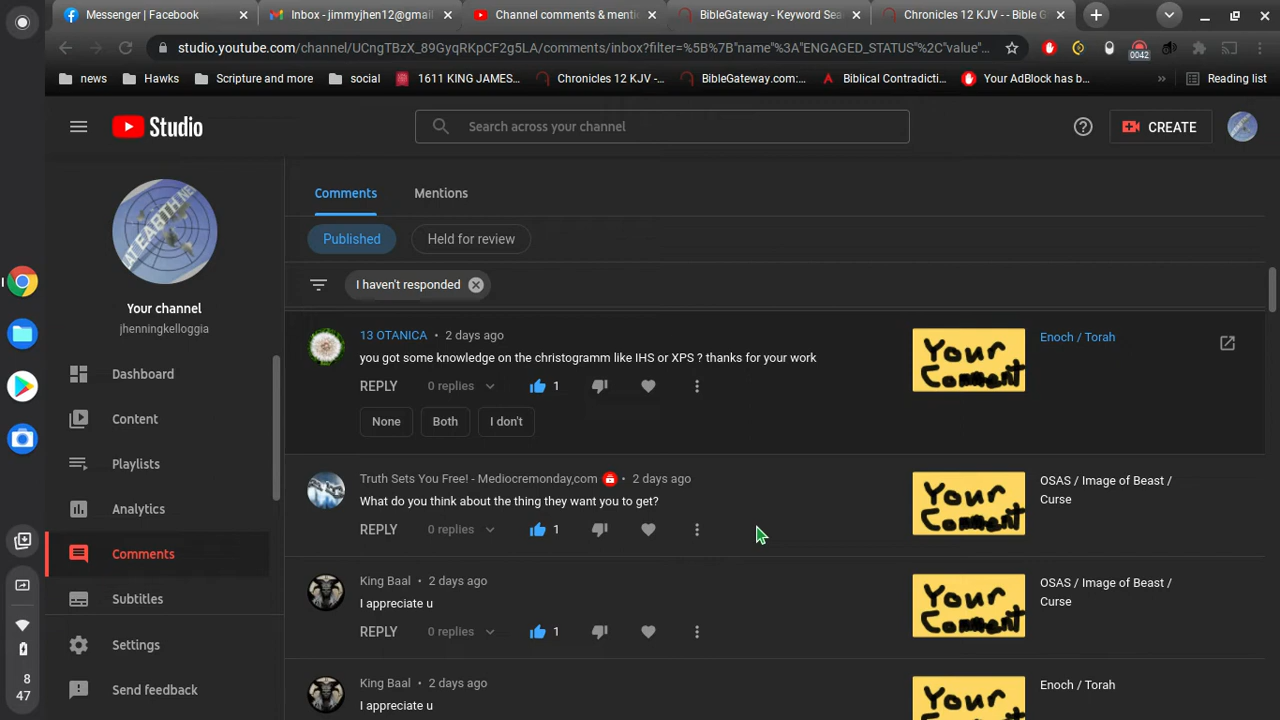 Messenger | Facebook
Inbox - jimmyjhen12@gmail
Channel comments & menti
BibleGateway - Keyword Sea
Chronicles 12 KJV - - Bible G
studio.youtube.com/channel/UCngTBzX_89GyqRKpCF2g5LA/comments/inbox?filter=%5B%7B"name"%3A"ENGAGED_STATUS"%2C"value"...
0042
news
Hawks
Scripture and more
social
1611 KING JAMES...
Chronicles 12 KJV -...
BibleGateway.com:...
Biblical Contradicti...
Your AdBlock has b...
»
Reading list
Studio
Search across your channel
CREATE
AT EARTH.NE
Your channel
jhenningkelloggia
Dashboard
Content
Playlists
Analytics
Comments
Subtitles
Settings
Send feedback
8
47
Comments
Mentions
Published
Held for review
I haven't responded
13 OTANICA • 2 days ago
you got some knowledge on the christogramm like IHS or XPS ? thanks for your work
REPLY 0 replies 1
None Both I don't
Your
Comment
Enoch / Torah
Truth Sets You Free! - Mediocremonday,com • 2 days ago
What do you think about the thing they want you to get?
REPLY 0 replies 1
Your
Comment
OSAS / Image of Beast /
Curse
King Baal • 2 days ago
I appreciate u
REPLY 0 replies 1
Your
Comment
OSAS / Image of Beast /
Curse
King Baal • 2 days ago
I appreciate u
Your
Comment
Enoch / Torah